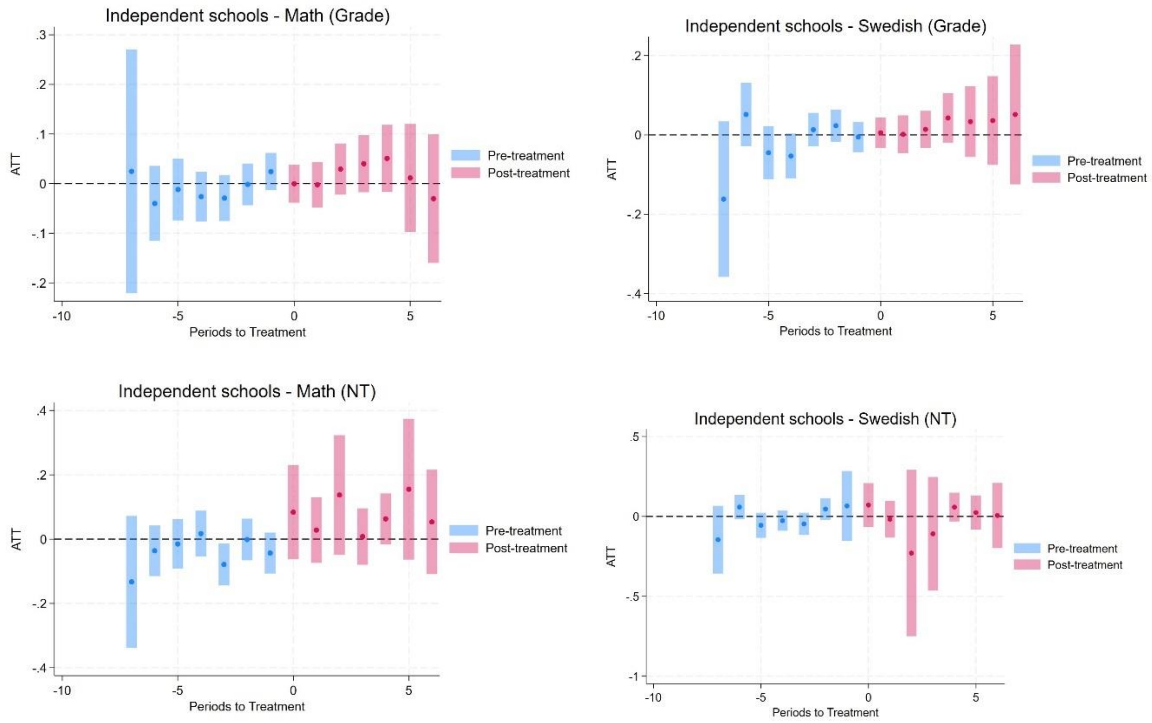 Independent schools - Math (Grade)
.3
.2
.1
0
-.1
-.2
ATT
-10
-5
0
5
Periods to Treatment
Pre-treatment
Post-treatment
Independent schools - Swedish (Grade)
.2
0
-.2
-.4
ATT
-10
-5
0
5
Periods to Treatment
Pre-treatment
Post-treatment
Independent schools - Math (NT)
.4
.2
0
-.2
-.4
ATT
-10
-5
0
5
Periods to Treatment
Pre-treatment
Post-treatment
Independent schools - Swedish (NT)
.5
0
-.5
-1
ATT
-10
-5
0
5
Periods to Treatment
Pre-treatment
Post-treatment